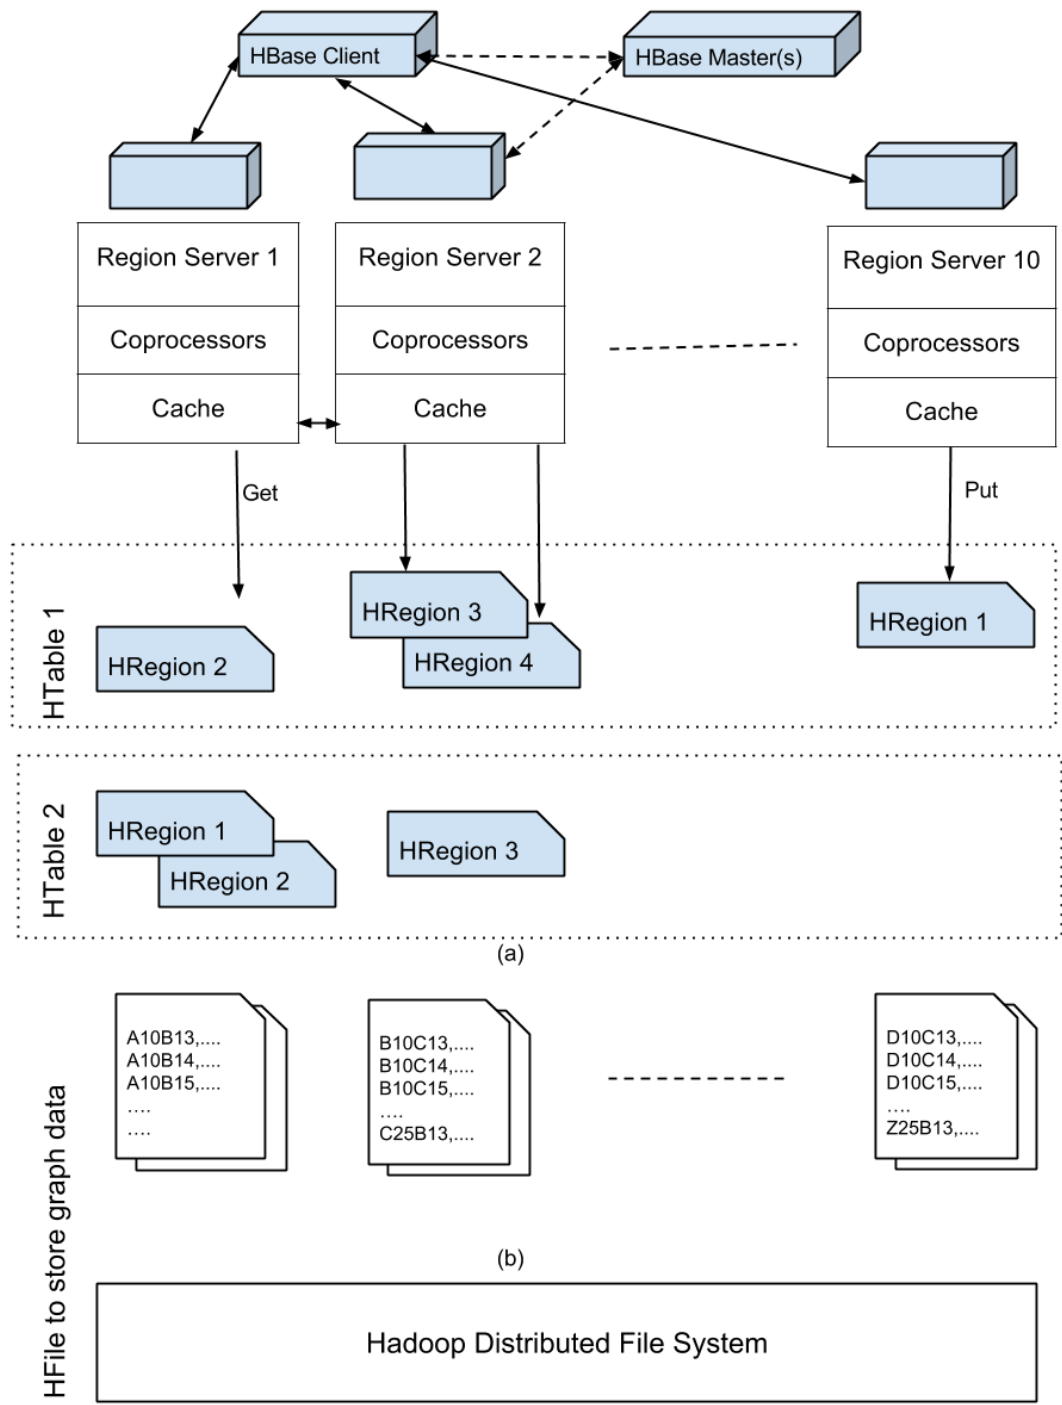 HBase Client
HBase Master(s)
Region Server 1
Region Server 2
Region Server 10
Coprocessors
Coprocessors
Coprocessors
Cache
Cache
Cache
Get
Put
HTable 1
HRegion 2
HRegion 3
HRegion 4
HRegion 1
HTable 2
HRegion 1
HRegion 2
HRegion 3
(a)
HFile to store graph data
A10B13,....
A10B14,....
A10B15,....
....
....
B10C13,....
B10C14,....
B10C15,....
....
C25B13,....
D10C13,....
D10C14,....
D10C15,....
....
Z25B13,....
(b)
Hadoop Distributed File System